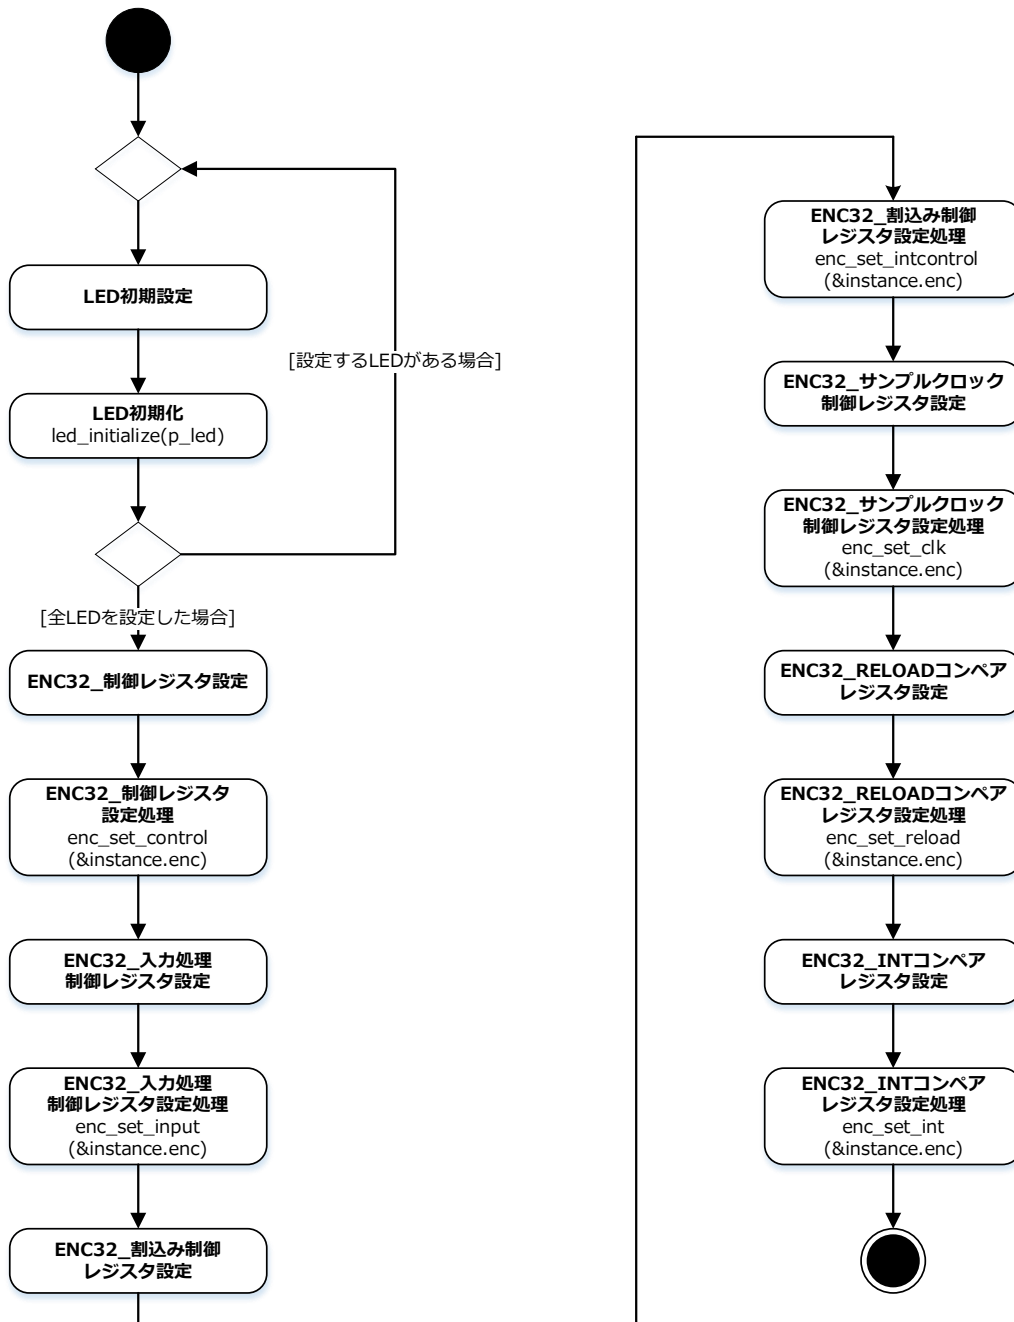 LED初期設定
LED初期化
led_initialize(p_led)
[設定するLEDがある場合]
[全LEDを設定した場合]
ENC32_制御レジスタ設定
ENC32_制御レジスタ
設定処理
enc_set_control
(&instance.enc)
ENC32_入力処理
制御レジスタ設定
ENC32_入力処理
制御レジスタ設定処理
enc_set_input
(&instance.enc)
ENC32_割込み制御
レジスタ設定
ENC32_割込み制御
レジスタ設定処理
enc_set_intcontrol
(&instance.enc)
ENC32_サンプルクロック
制御レジスタ設定
ENC32_サンプルクロック
制御レジスタ設定処理
enc_set_clk
(&instance.enc)
ENC32_RELOADコンペア
レジスタ設定
ENC32_RELOADコンペア
レジスタ設定処理
enc_set_reload
(&instance.enc)
ENC32_INTコンペア
レジスタ設定
ENC32_INTコンペア
レジスタ設定処理
enc_set_int
(&instance.enc)